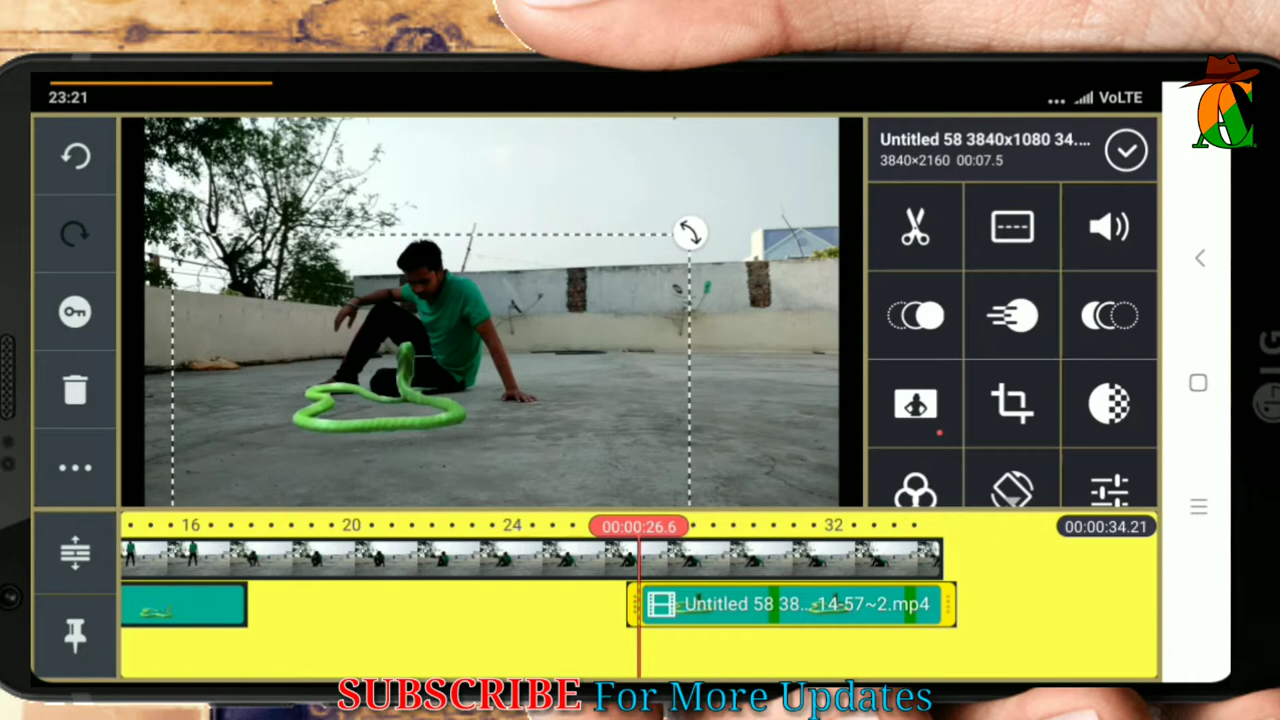 23:21
VoLTE
Untitled 58 3840x1080 34....
3840×2160 00:07.5
16 20 24 00:00:26.6 32 00:00:34.21
Untitled 58 38...-14-57~2.mp4
SUBSCRIBE For More Updates